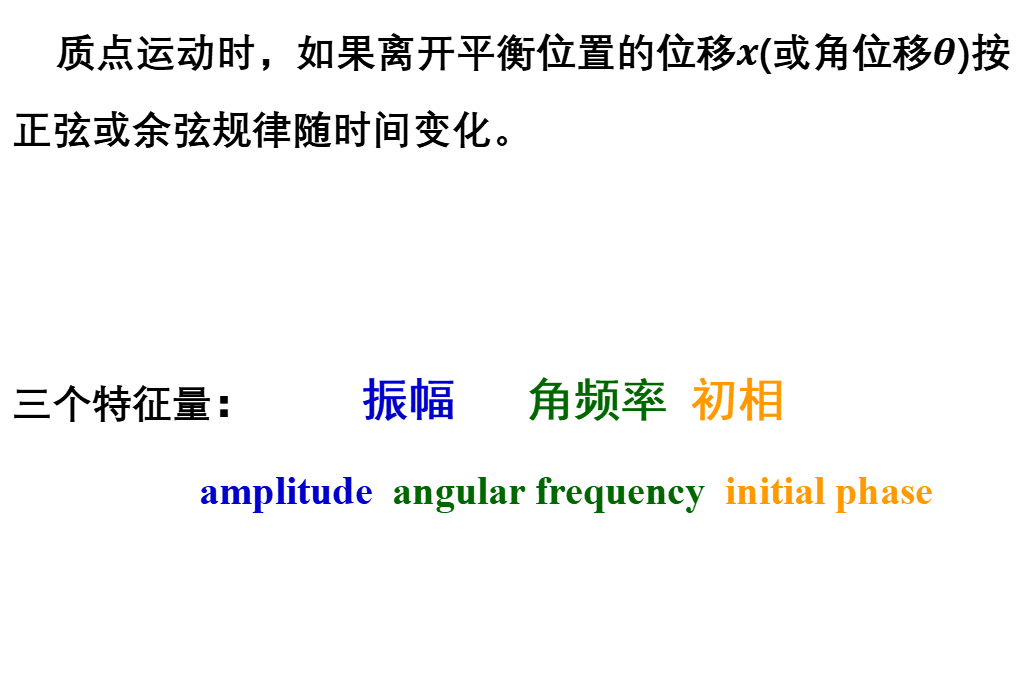 质点运动时，如果离开平衡位置的位移x(或角位移θ)按
正弦或余弦规律随时间变化。
三个特征量： 振幅 角频率 初相
amplitude angular frequency initial phase